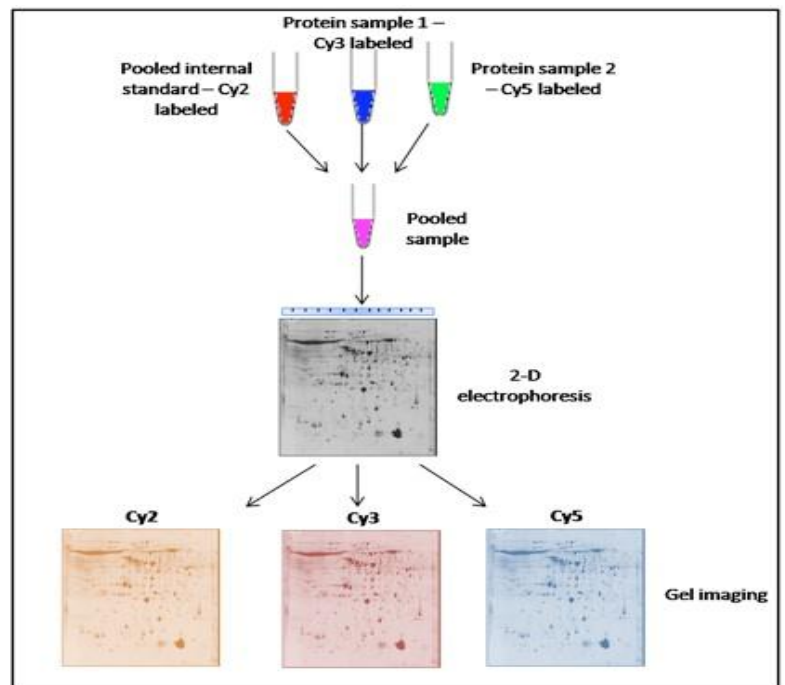 Protein sample 1 –
Cy3 labeled
Pooled internal
standard – Cy2
labeled
Protein sample 2
– Cy5 labeled
Pooled
sample
2-D
electrophoresis
Cy2
Cy3
Cy5
Gel imaging